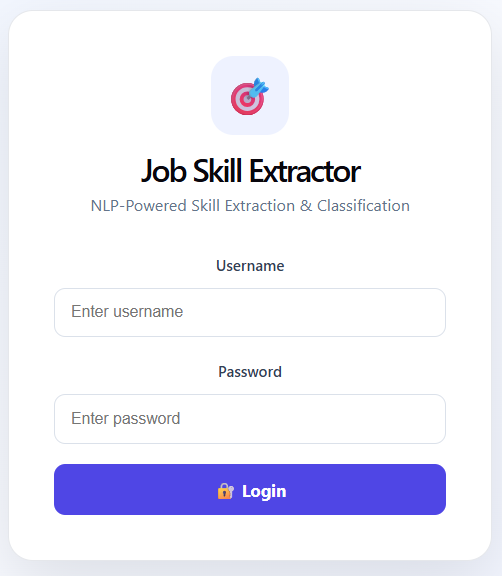 Job Skill Extractor
NLP-Powered Skill Extraction & Classification
Username
Enter username
Password
Enter password
🔐 Login